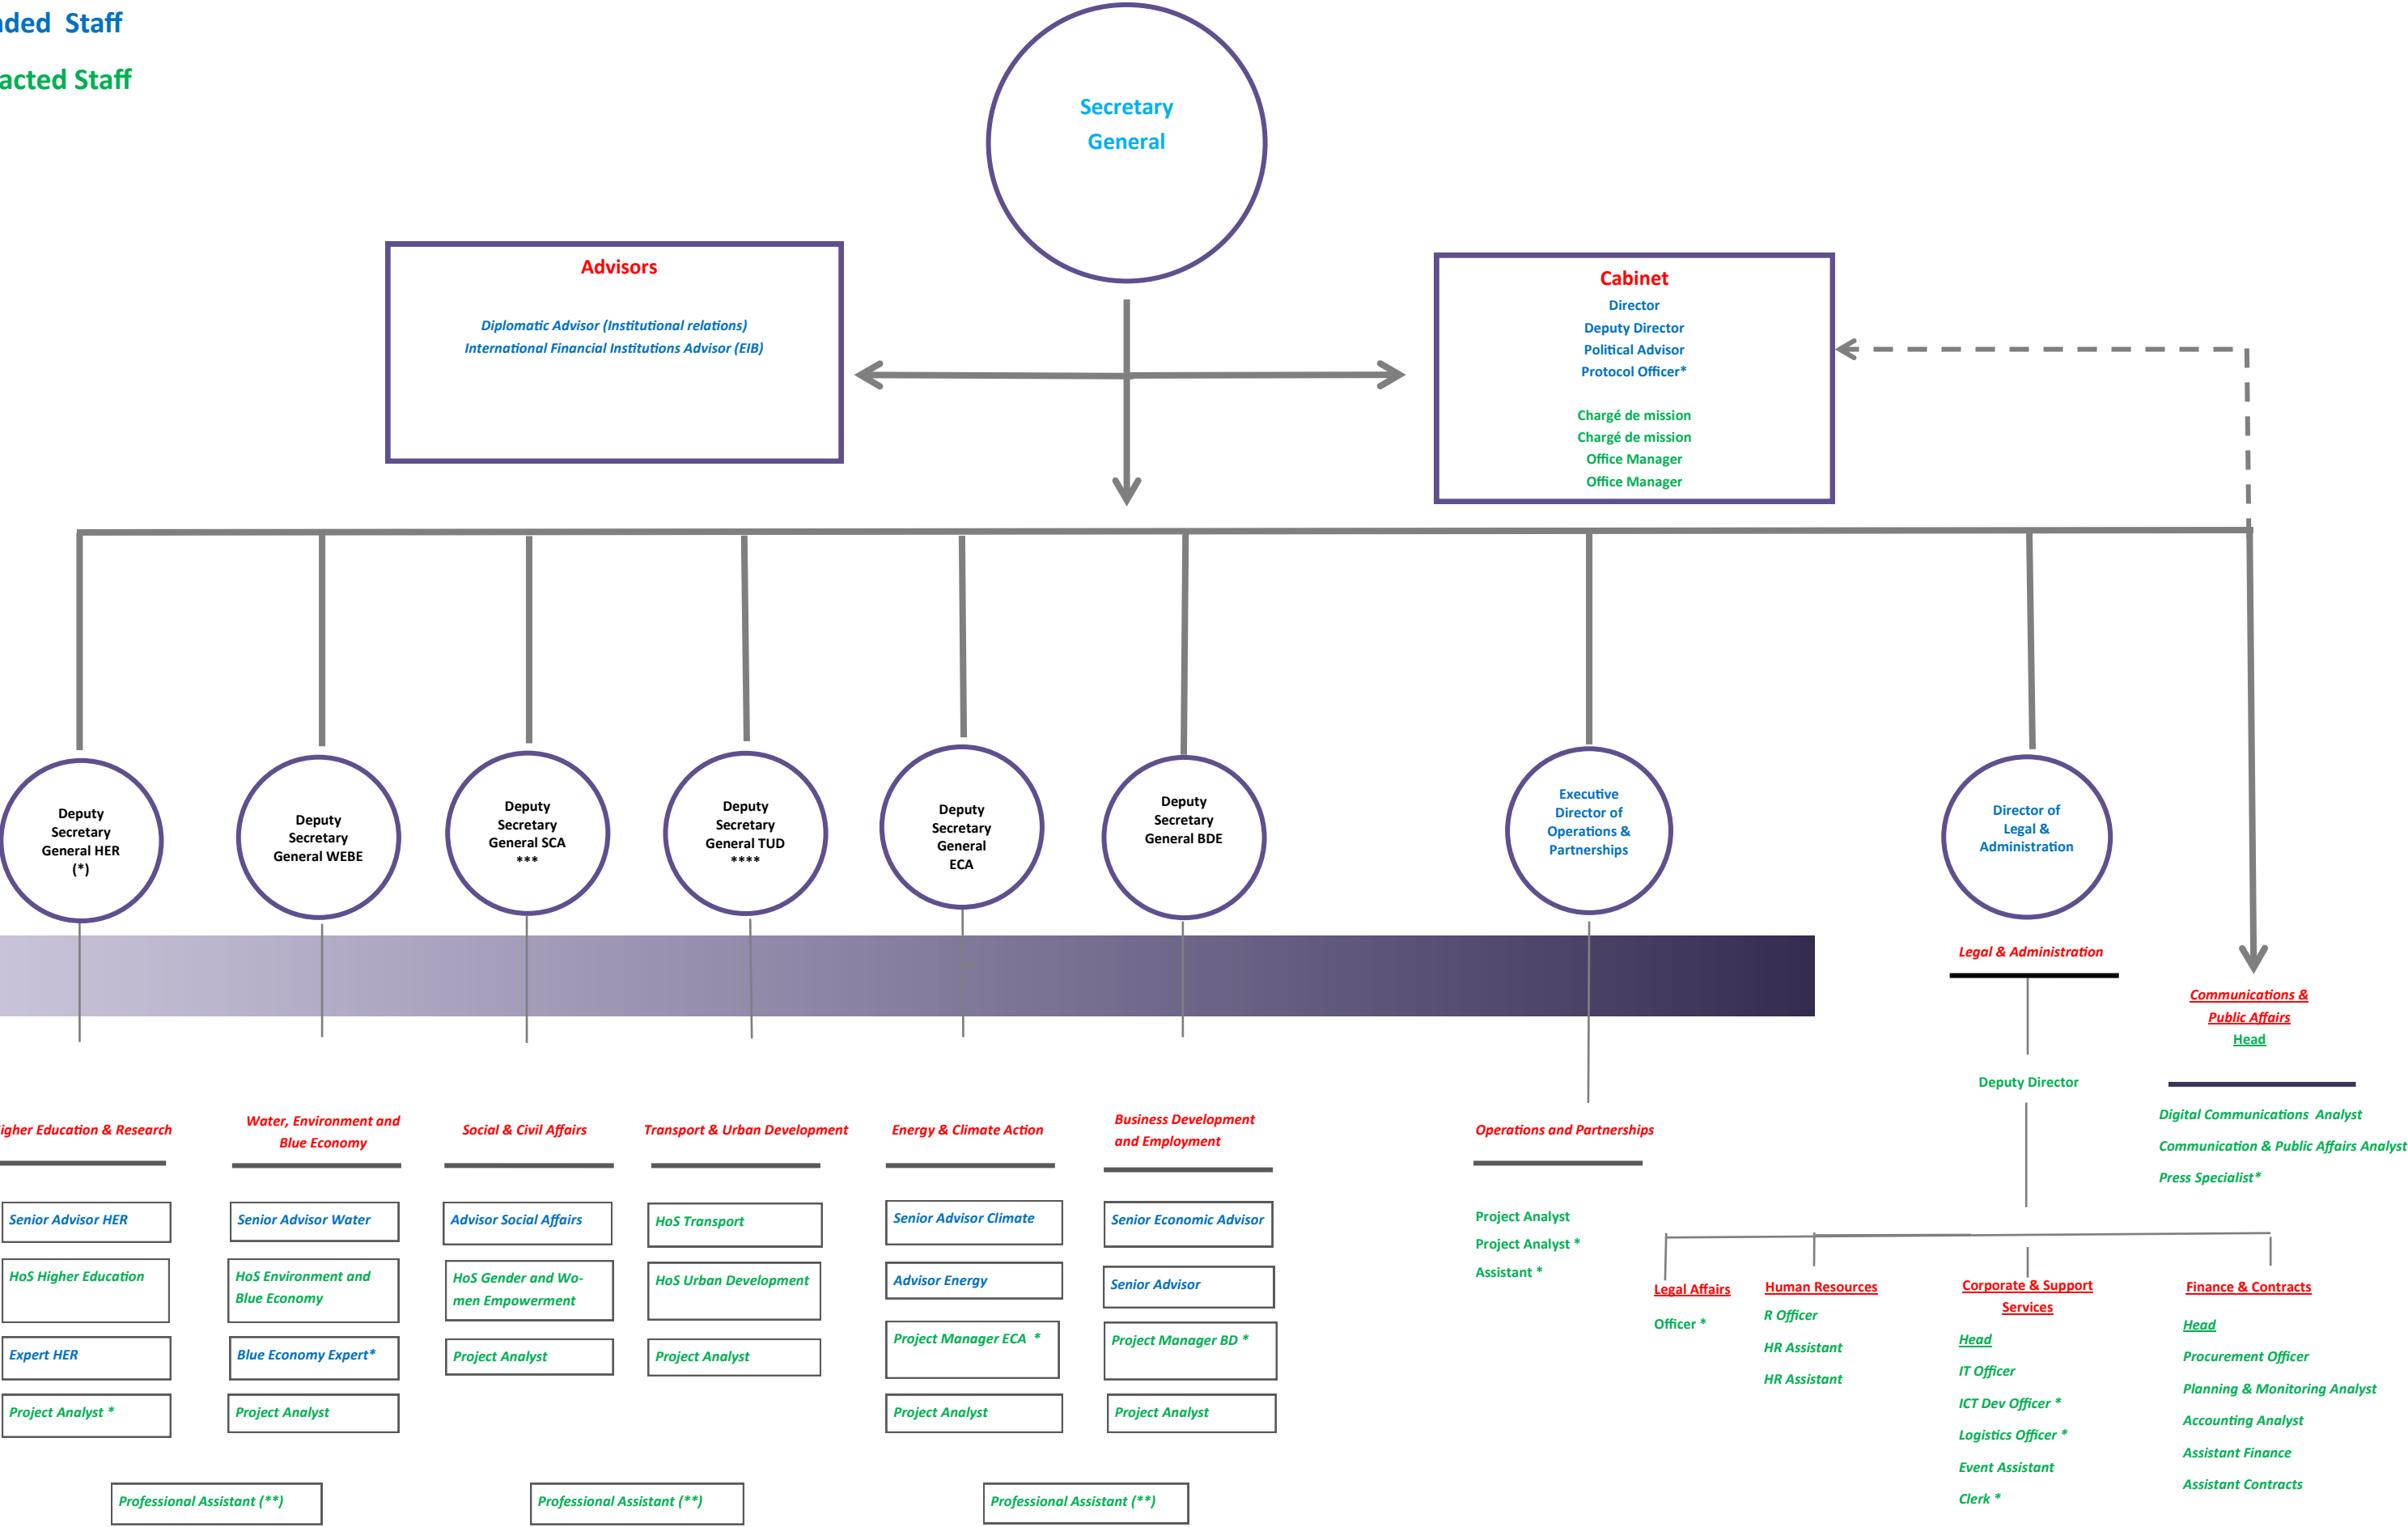 nded Staff
acted Staff
Secretary
General
Advisors
Diplomatic Advisor (Institutional relations)
International Financial Institutions Advisor (EIB)
Cabinet
Director
Deputy Director
Political Advisor
Protocol Officer*
Chargé de mission
Chargé de mission
Office Manager
Office Manager
Deputy
Secretary
General HER
(*)
Deputy
Secretary
General WEBE
Deputy
Secretary
General SCA
***
Deputy
Secretary
General TUD
****
Deputy
Secretary
General
ECA
Deputy
Secretary
General BDE
Executive
Director of
Operations &
Partnerships
Director of
Legal &
Administration
Legal & Administration
Communications &
Public Affairs
Head
Deputy Director
Digital Communications Analyst
Communication & Public Affairs Analyst
Press Specialist*
igher Education & Research
Senior Advisor HER
HoS Higher Education
Expert HER
Project Analyst *
Water, Environment and
Blue Economy
Senior Advisor Water
HoS Environment and
Blue Economy
Blue Economy Expert*
Project Analyst
Social & Civil Affairs
Advisor Social Affairs
HoS Gender and Wo-
men Empowerment
Project Analyst
Transport & Urban Development
HoS Transport
HoS Urban Development
Project Analyst
Energy & Climate Action
Senior Advisor Climate
Advisor Energy
Project Manager ECA *
Project Analyst
Business Development
and Employment
Senior Economic Advisor
Senior Advisor
Project Manager BD *
Project Analyst
Operations and Partnerships
Project Analyst
Project Analyst *
Assistant *
Legal Affairs
Officer *
Human Resources
R Officer
HR Assistant
HR Assistant
Corporate & Support
Services
Head
IT Officer
ICT Dev Officer *
Logistics Officer *
Event Assistant
Clerk *
Finance & Contracts
Head
Procurement Officer
Planning & Monitoring Analyst
Accounting Analyst
Assistant Finance
Assistant Contracts
Professional Assistant (**)
Professional Assistant (**)
Professional Assistant (**)